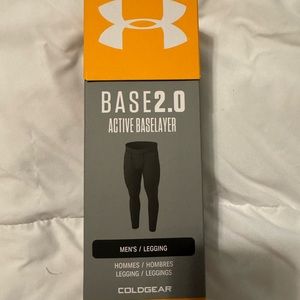 BASE2.0
ACTIVE BASELAYER
MEN'S / LEGGING
HOMMES / HOMBRES
LEGGING / LEGGINGS
COLDGEAR